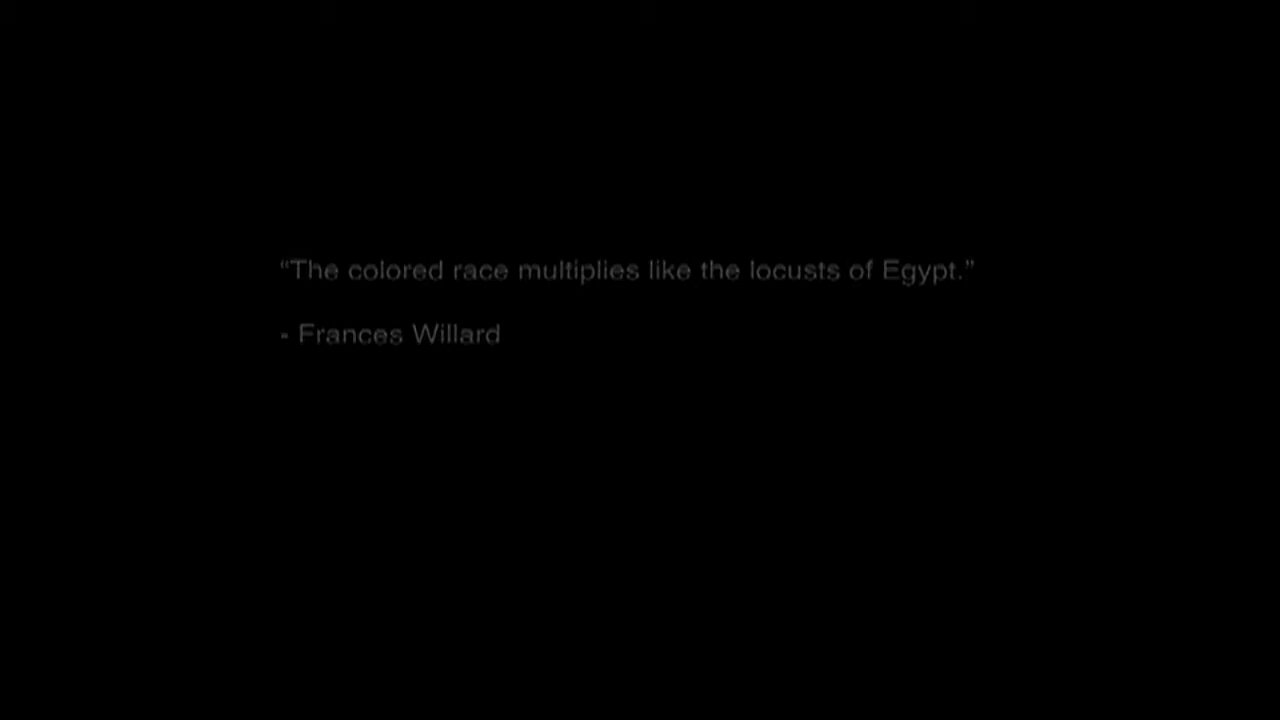 “The colored race multiplies like the locusts of Egypt.”
- Frances Willard